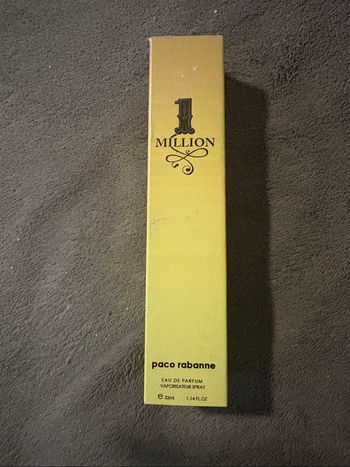 1
MILLION
paco rabanne
EAU DE PARFUM
VAPORISATEUR SPRAY
e 33ml 1.14 FL.OZ